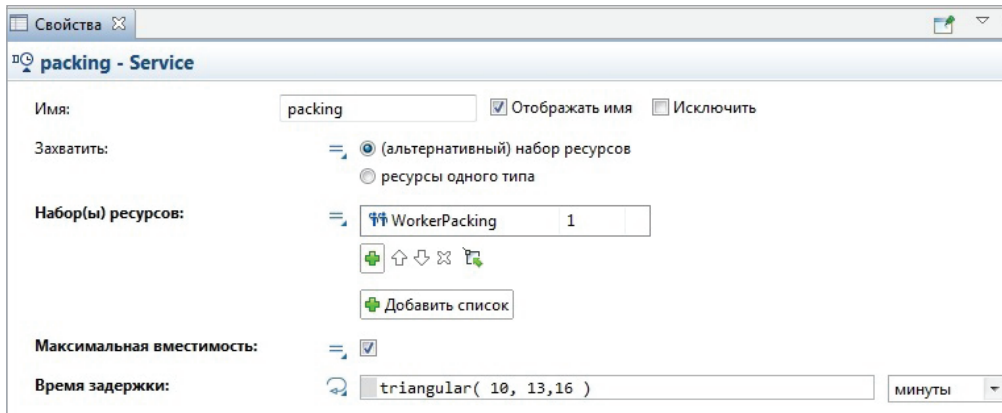 Свойства
packing - Service
Имя: packing Отображать имя Исключить
Захватить: (альтернативный) набор ресурсов
ресурсы одного типа
Набор(ы) ресурсов: WorkerPacking 1
Добавить список
Максимальная вместимость:
Время задержки: triangular( 10, 13,16 ) минуты